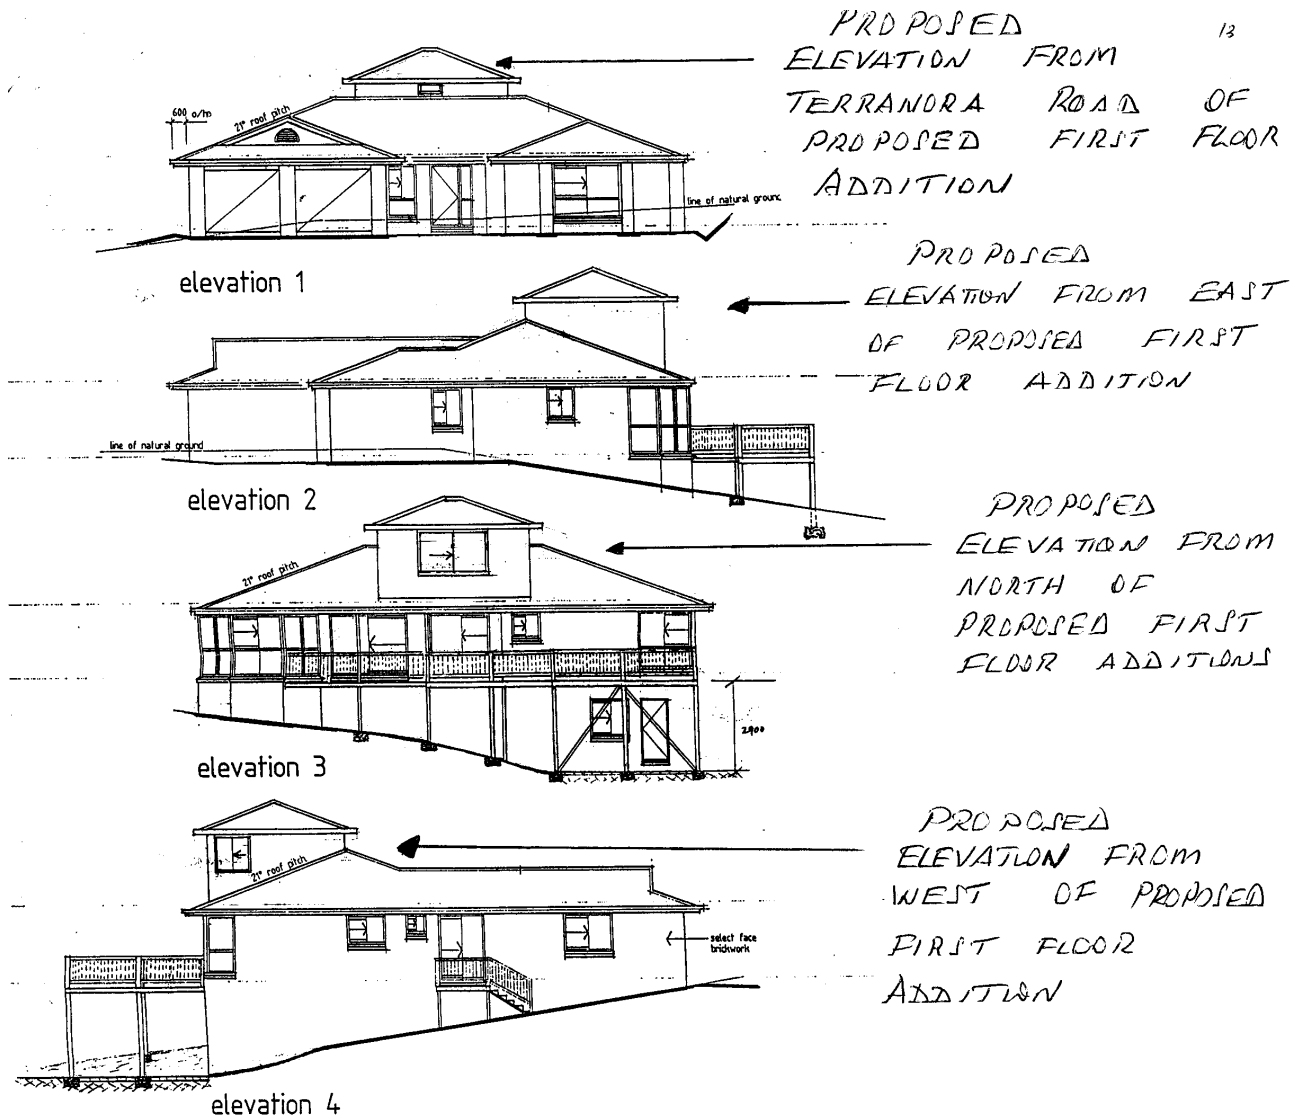 13
PROPOSED
ELEVATION FROM
TERRANORA ROAD OF
PROPOSED FIRST FLOOR
ADDITION
600 o/h
21° roof pitch
line of natural ground
elevation 1
PROPOSED
ELEVATION FROM EAST
OF PROPOSED FIRST
FLOOR ADDITION
line of natural ground
elevation 2
PROPOSED
ELEVATION FROM
NORTH OF
PROPOSED FIRST
FLOOR ADDITIONS
21° roof pitch
2900
elevation 3
PROPOSED
ELEVATION FROM
WEST OF PROPOSED
FIRST FLOOR
ADDITION
21° roof pitch
select face
brickwork
elevation 4